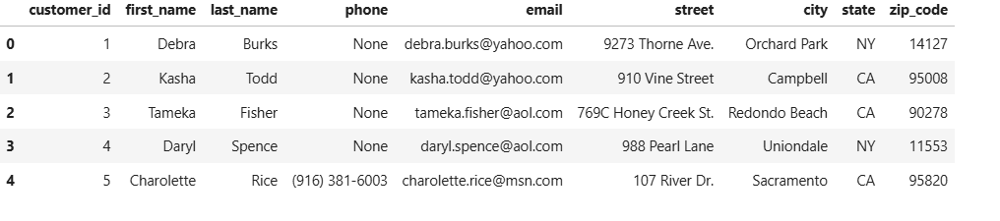 customer_id first_name last_name phone email street city state zip_code
0 1 Debra Burks None debra.burks@yahoo.com 9273 Thorne Ave. Orchard Park NY 14127
1 2 Kasha Todd None kasha.todd@yahoo.com 910 Vine Street Campbell CA 95008
2 3 Tameka Fisher None tameka.fisher@aol.com 769C Honey Creek St. Redondo Beach CA 90278
3 4 Daryl Spence None daryl.spence@aol.com 988 Pearl Lane Uniondale NY 11553
4 5 Charolette Rice (916) 381-6003 charolette.rice@msn.com 107 River Dr. Sacramento CA 95820